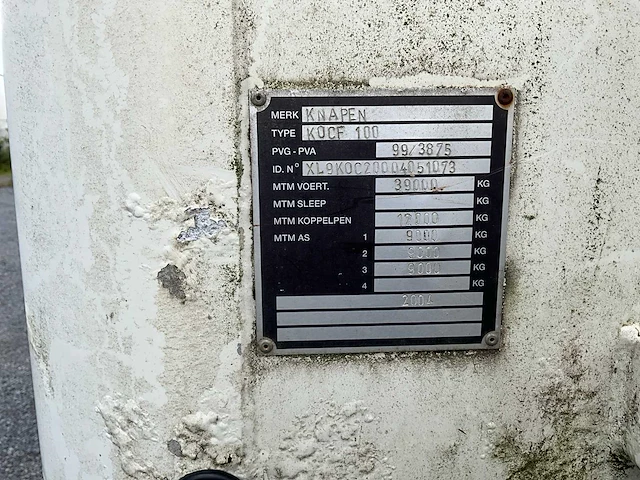 MERK KNAPEN
TYPE KOCF 100
PVG - PVA 99/3875
ID. N° XL9KOC20004051073
MTM VOERT. 39000 KG
MTM SLEEP KG
MTM KOPPELPEN 12000 KG
MTM AS 1 9000 KG
2 9000 KG
3 9000 KG
4 KG
2004